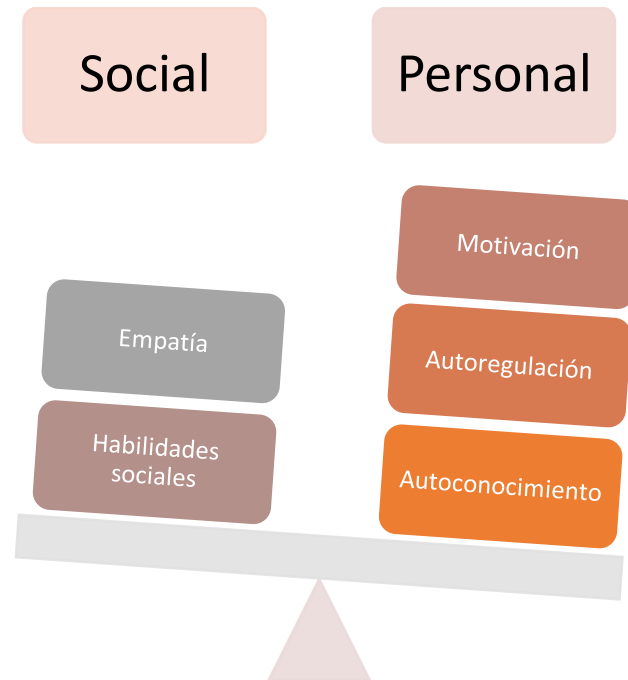 Social
Personal
Empatía
Habilidades
sociales
Motivación
Autoregulación
Autoconocimiento